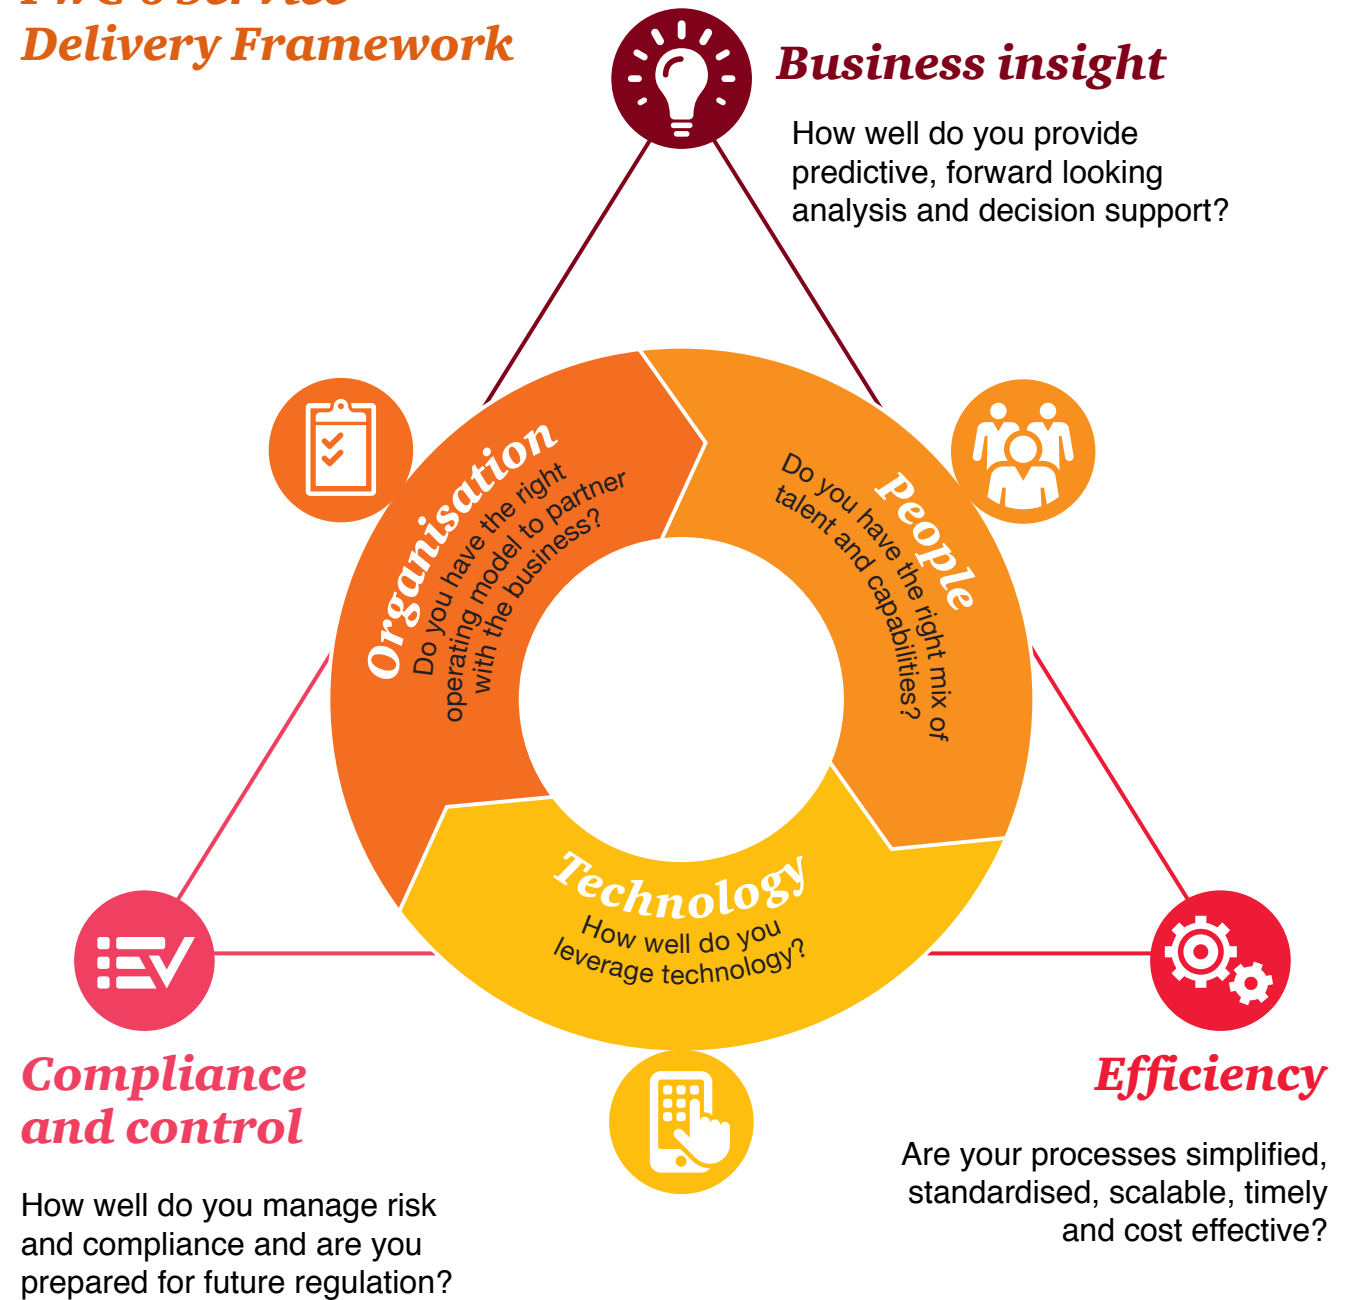 PwC's Service
Delivery Framework
Business insight
How well do you provide
predictive, forward looking
analysis and decision support?
Organisation
Do you have the right
operating model to partner
with the business?
People
Do you have the right mix of
talent and capabilities?
Technology
How well do you
leverage technology?
Compliance
and control
How well do you manage risk
and compliance and are you
prepared for future regulation?
Efficiency
Are your processes simplified,
standardised, scalable, timely
and cost effective?